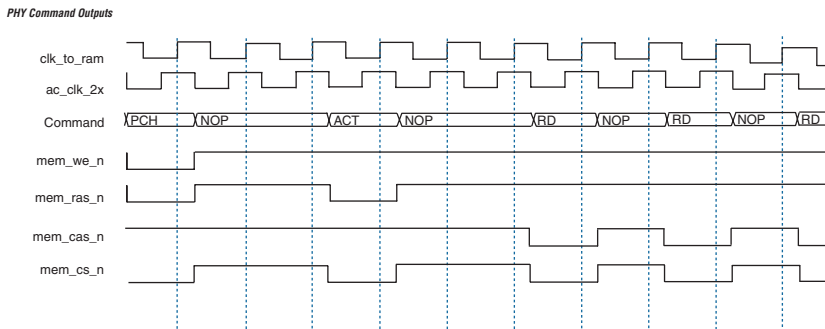 PHY Command Outputs
clk_to_ram
ac_clk_2x
Command PCH NOP ACT NOP RD NOP RD NOP RD
mem_we_n
mem_ras_n
mem_cas_n
mem_cs_n